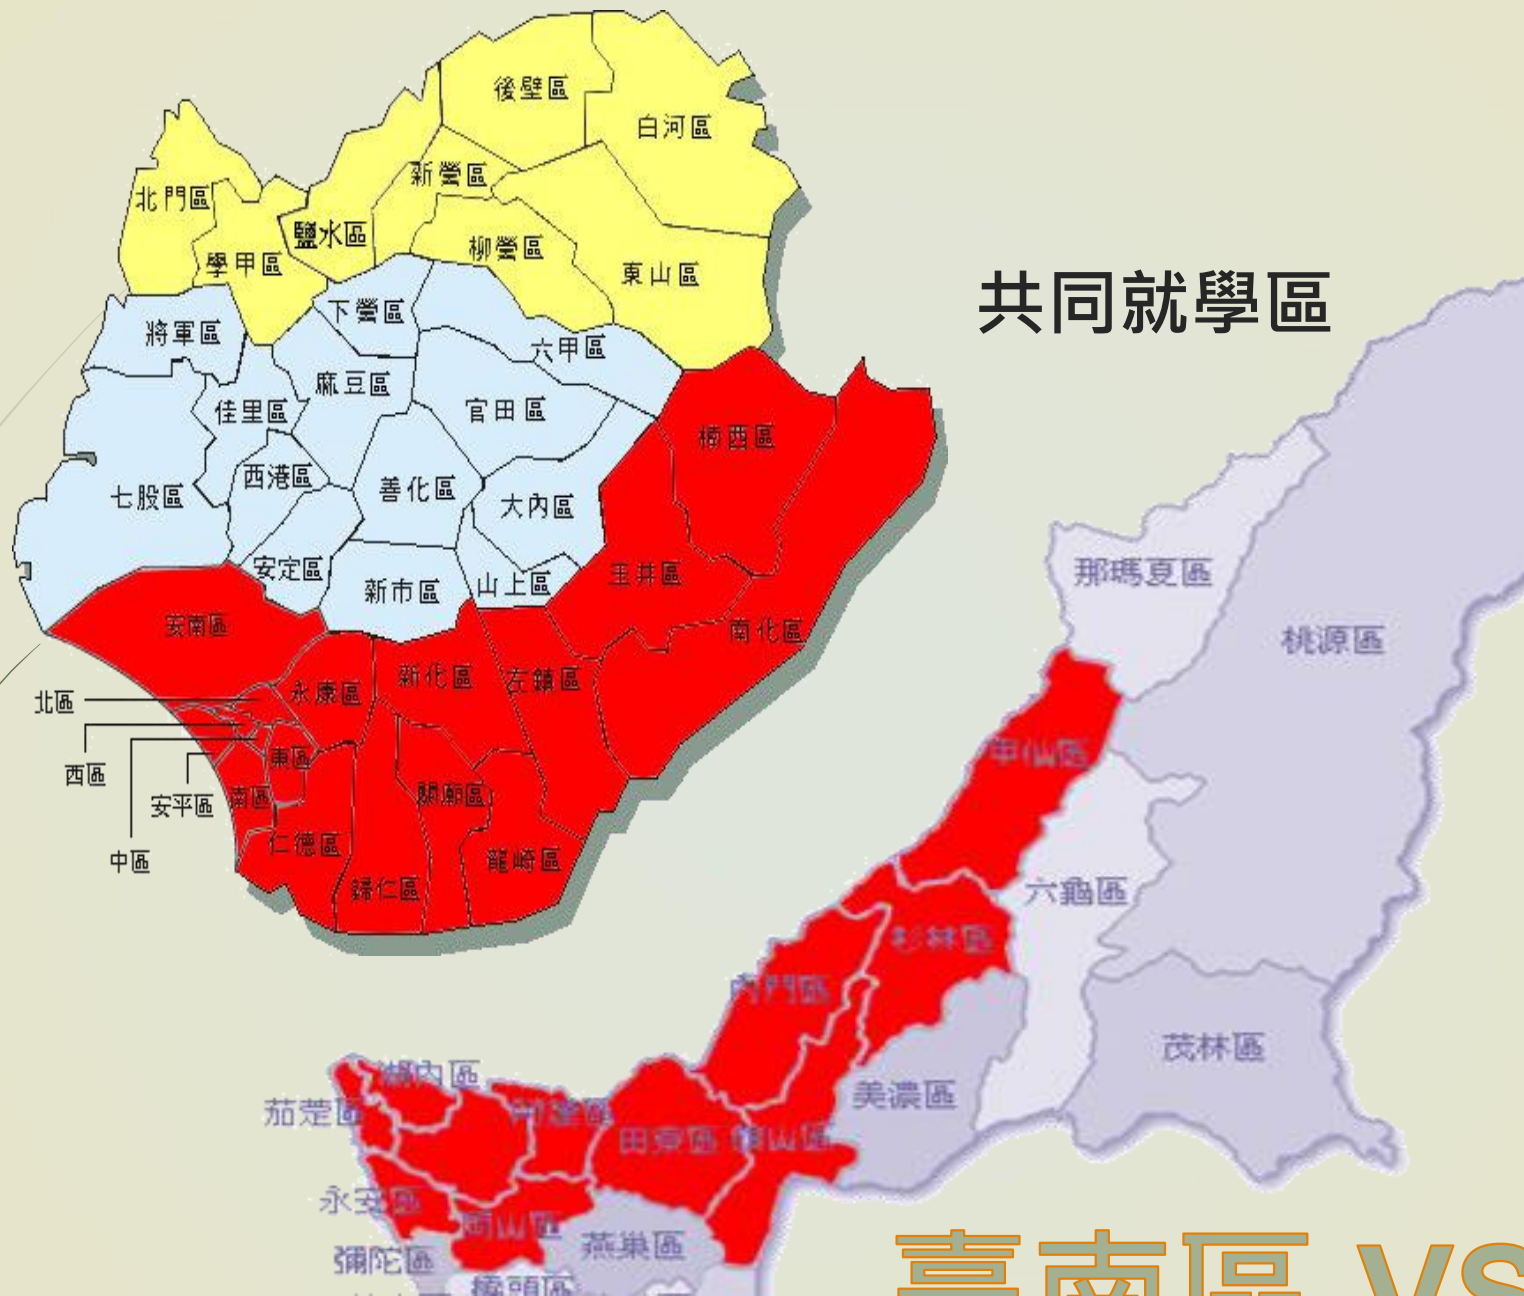 後壁區
白河區
新營區
北門區
鹽水區
柳營區
學甲區
東山區
共同就學區
下營區
將軍區
六甲區
麻豆區
佳里區
官田區
楠西區
西港區
善化區
七股區
大內區
安定區
玉井區
新市區
山上區
那瑪夏區
安南區
南化區
桃源區
新化區
左鎮區
永康區
北區
甲仙區
東區
西區
南區
關廟區
安平區
仁德區
中區
龍崎區
歸仁區
六龜區
杉林區
內門區
茂林區
湖內區
美濃區
茄萣區
田寮區
旗山區
永安區
岡山區
燕巢區
彌陀區
橋頭區
臺南區 VS